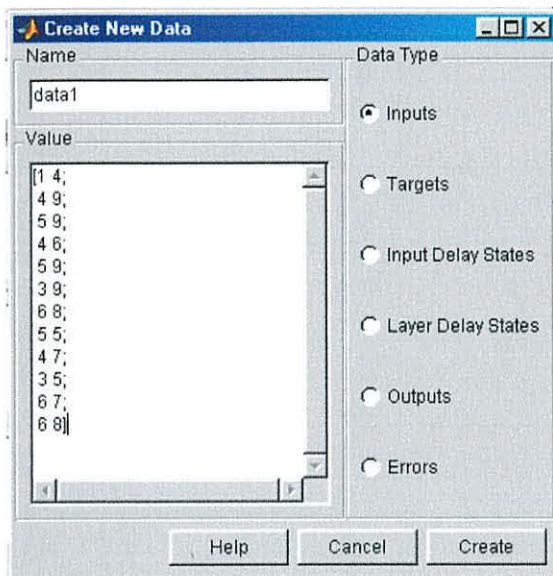 Create New Data
Name
data1
Value
[1 4;
4 9;
5 9;
4 6;
5 9;
3 9;
6 8;
5 5;
4 7;
3 5;
6 7;
6 8]
Data Type
Inputs
Targets
Input Delay States
Layer Delay States
Outputs
Errors
Help Cancel Create